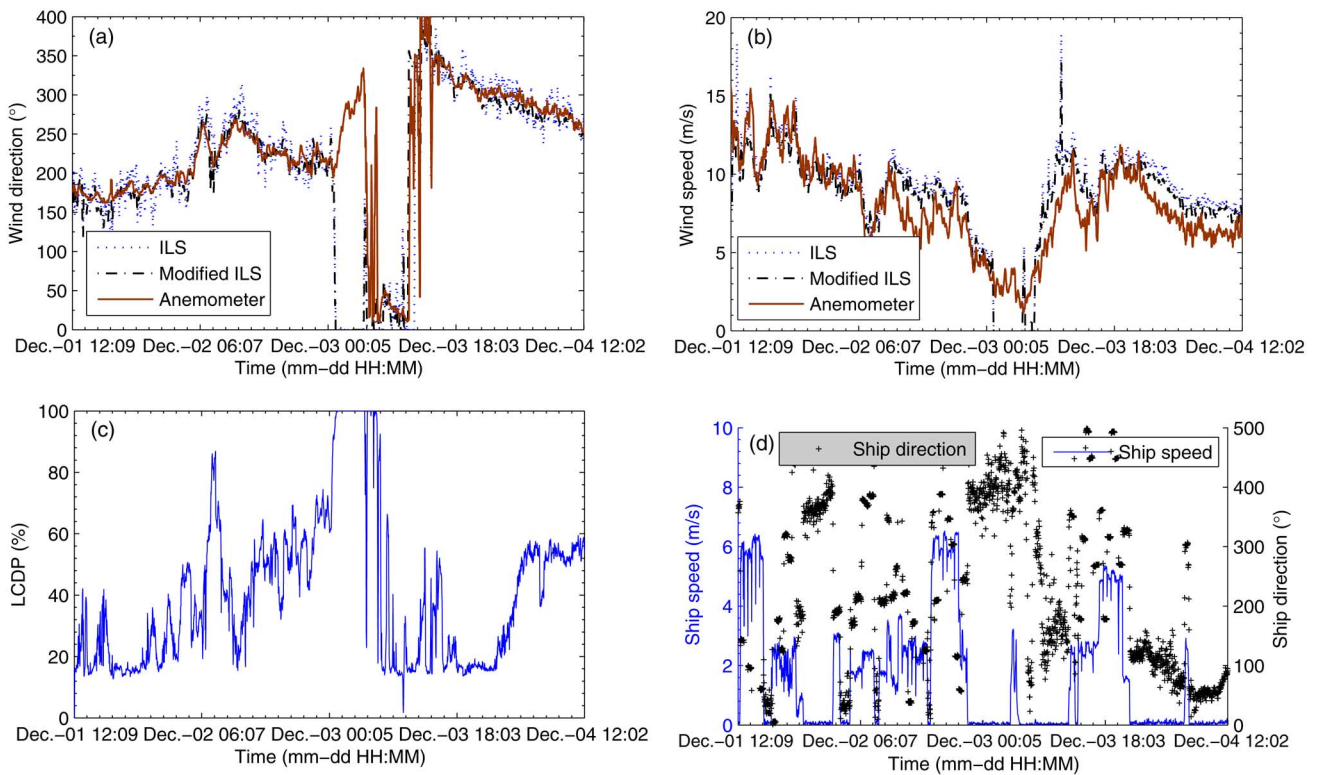 (a)
400
350
300
250
200
150
100
50
0
Wind direction (°)
ILS
Modified ILS
Anemometer
Dec.−01 12:09 Dec.−02 06:07 Dec.−03 00:05 Dec.−03 18:03 Dec.−04 12:02
Time (mm−dd HH:MM)
(b)
20
15
10
5
0
Wind speed (m/s)
ILS
Modified ILS
Anemometer
Dec.−01 12:09 Dec.−02 06:07 Dec.−03 00:05 Dec.−03 18:03 Dec.−04 12:02
Time (mm−dd HH:MM)
(c)
100
80
60
40
20
0
LCDP (%)
Dec.−01 12:09 Dec.−02 06:07 Dec.−03 00:05 Dec.−03 18:03 Dec.−04 12:02
Time (mm−dd HH:MM)
(d)
Ship direction
Ship speed
10
8
6
4
2
0
Ship speed (m/s)
500
400
300
200
100
0
Ship direction (°)
Dec.−01 12:09 Dec.−02 06:07 Dec.−03 00:05 Dec.−03 18:03 Dec.−04 12:02
Time (mm−dd HH:MM)